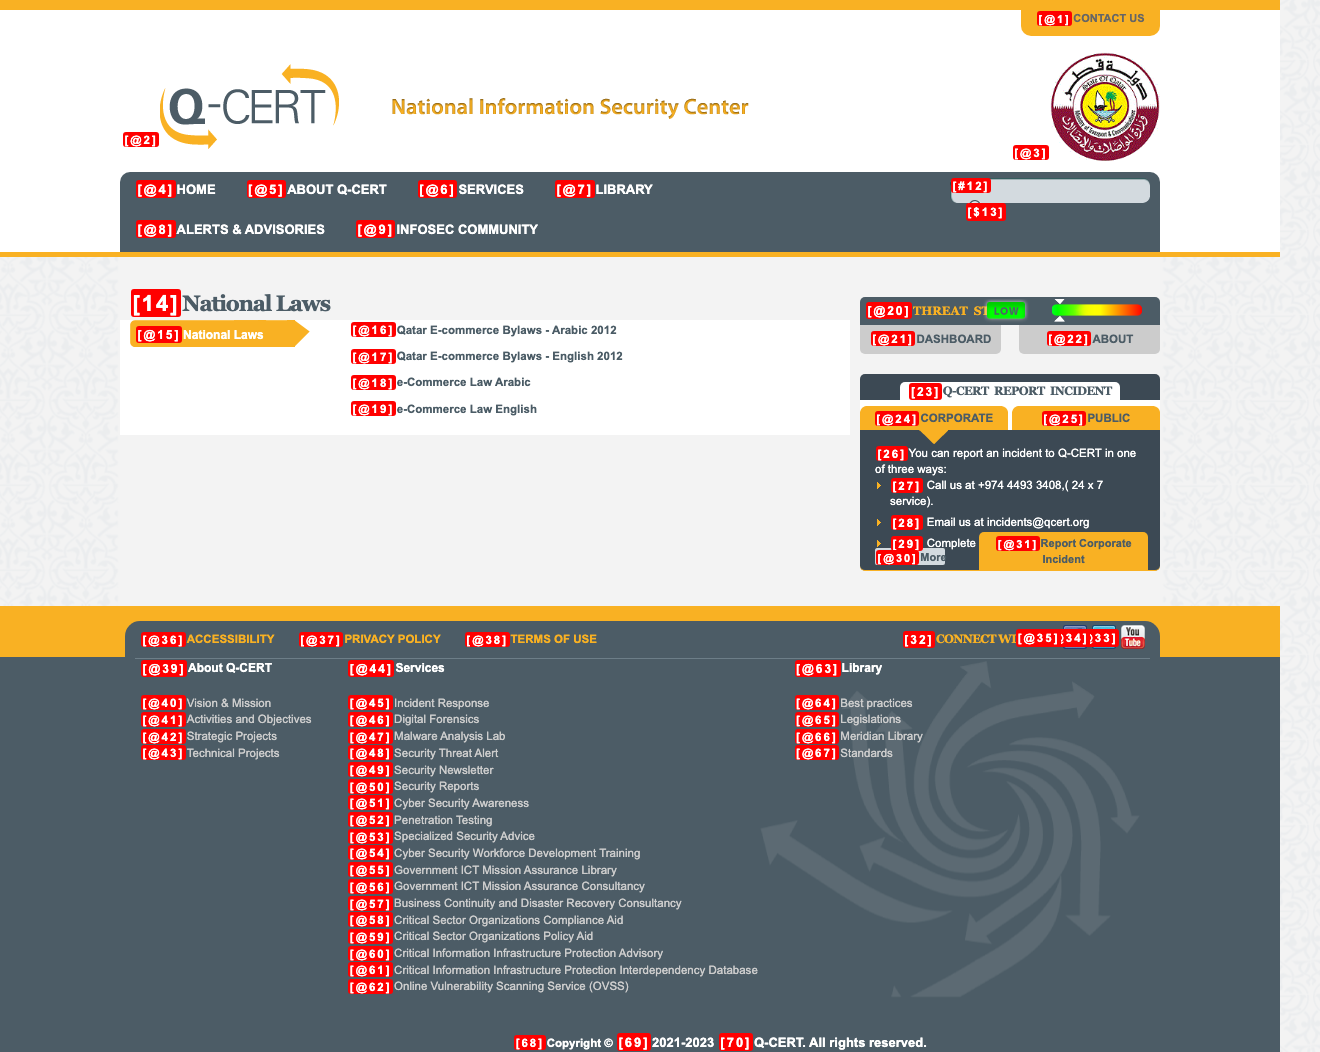 [@1] CONTACT US
Q-CERT
[@2]
National Information Security Center
State Of Qatar
[@3]
[@4] HOME [@5] ABOUT Q-CERT [@6] SERVICES [@7] LIBRARY
[#12]
[$13]
[@8] ALERTS & ADVISORIES [@9] INFOSEC COMMUNITY
[14] National Laws
[@15] National Laws
[@16] Qatar E-commerce Bylaws - Arabic 2012
[@17] Qatar E-commerce Bylaws - English 2012
[@18] e-Commerce Law Arabic
[@19] e-Commerce Law English
[@20] THREAT ST LOW
[@21] DASHBOARD [@22] ABOUT
[23] Q-CERT REPORT INCIDENT
[@24] CORPORATE [@25] PUBLIC
[26] You can report an incident to Q-CERT in one
of three ways:
[27] Call us at +974 4493 3408,( 24 x 7
service).
[28] Email us at incidents@qcert.org
[29] Complete
[@30] More
[@31] Report Corporate
Incident
[@36] ACCESSIBILITY [@37] PRIVACY POLICY [@38] TERMS OF USE
[32] CONNECT WI [@35] 34] 33] You Tube
[@39] About Q-CERT
[@40] Vision & Mission
[@41] Activities and Objectives
[@42] Strategic Projects
[@43] Technical Projects
[@44] Services
[@45] Incident Response
[@46] Digital Forensics
[@47] Malware Analysis Lab
[@48] Security Threat Alert
[@49] Security Newsletter
[@50] Security Reports
[@51] Cyber Security Awareness
[@52] Penetration Testing
[@53] Specialized Security Advice
[@54] Cyber Security Workforce Development Training
[@55] Government ICT Mission Assurance Library
[@56] Government ICT Mission Assurance Consultancy
[@57] Business Continuity and Disaster Recovery Consultancy
[@58] Critical Sector Organizations Compliance Aid
[@59] Critical Sector Organizations Policy Aid
[@60] Critical Information Infrastructure Protection Advisory
[@61] Critical Information Infrastructure Protection Interdependency Database
[@62] Online Vulnerability Scanning Service (OVSS)
[@63] Library
[@64] Best practices
[@65] Legislations
[@66] Meridian Library
[@67] Standards
[68] Copyright © [69] 2021-2023 [70] Q-CERT. All rights reserved.